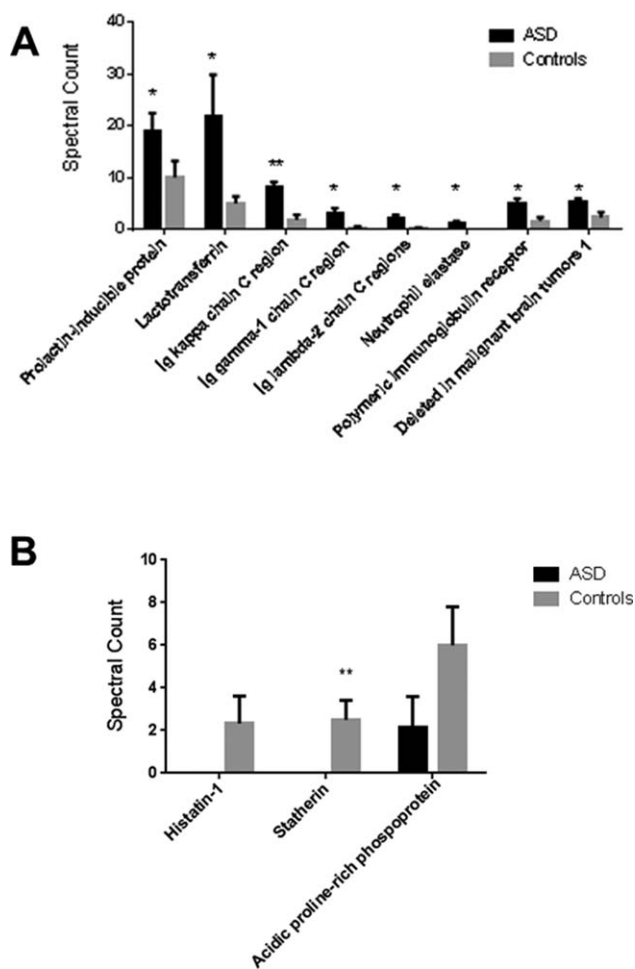 A
Spectral Count
40
30
20
10
0
ASD
Controls
*
*
**
*
*
*
*
*
Prolactin-inducible protein
Lactotransferrin
Ig kappa chain C region
Ig gamma-1 chain C region
Ig lambda-2 chain C regions
Neutrophil elastase
Polymeric immunoglobulin receptor
Deleted in malignant brain tumors 1
B
Spectral Count
10
8
6
4
2
0
ASD
Controls
**
Histatin-1
Statherin
Acidic proline-rich phospoprotein